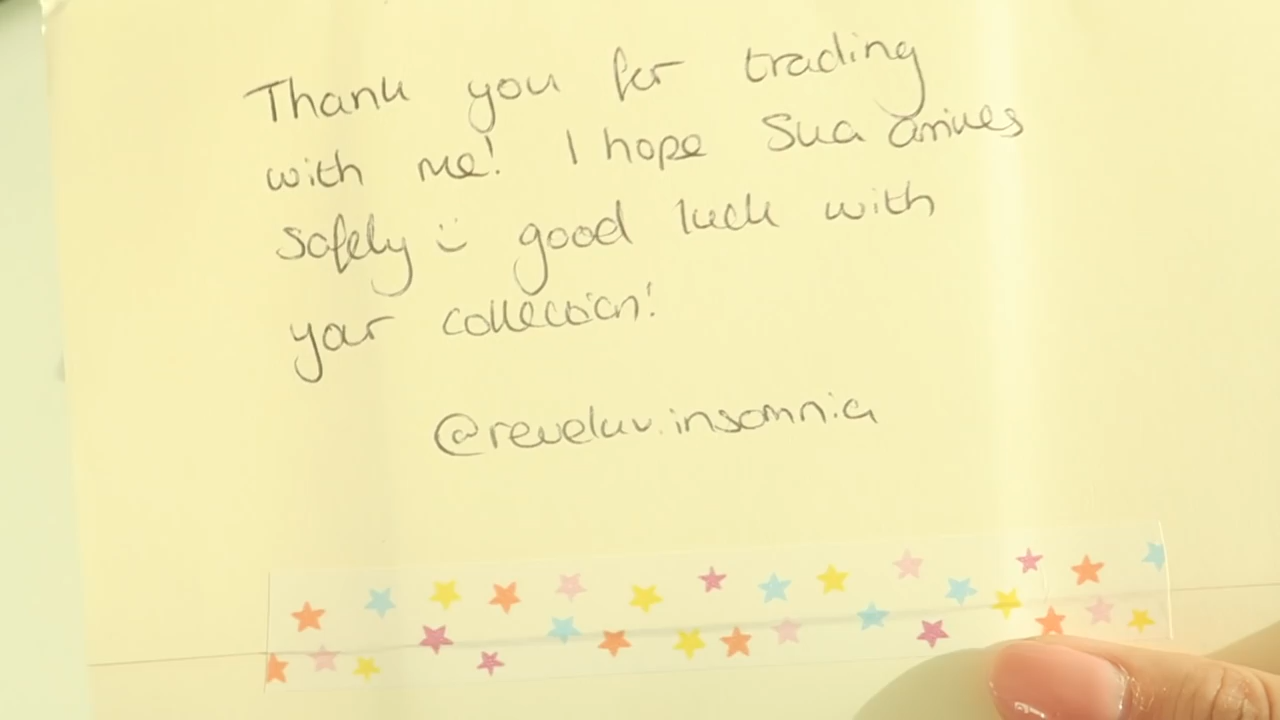 Thank you for trading
with me! I hope Sua arrives
safely :) good luck with
your collection!
@reveluv.insomnia